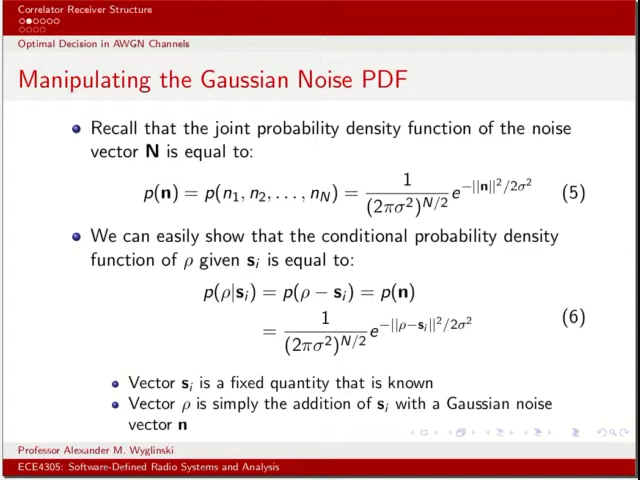 Correlator Receiver Structure
Optimal Decision in AWGN Channels
Manipulating the Gaussian Noise PDF
Recall that the joint probability density function of the noise
vector N is equal to:
p(n) = p(n₁, n₂, . . . , n_N) = 1/(2πσ²)^{N/2} e^{−||n||²/2σ²} (5)
We can easily show that the conditional probability density
function of ρ given sᵢ is equal to:
p(ρ|sᵢ) = p(ρ − sᵢ) = p(n)
= 1/(2πσ²)^{N/2} e^{−||ρ−sᵢ||²/2σ²} (6)
Vector sᵢ is a fixed quantity that is known
Vector ρ is simply the addition of sᵢ with a Gaussian noise
vector n
Professor Alexander M. Wyglinski
ECE4305: Software-Defined Radio Systems and Analysis